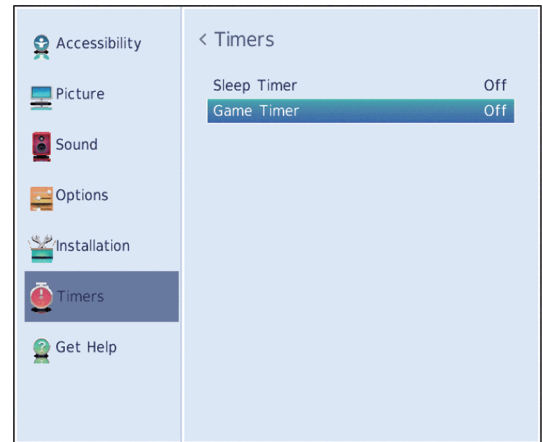 Accessibility
Picture
Sound
Options
Installation
Timers
Get Help
< Timers
Sleep Timer Off
Game Timer Off